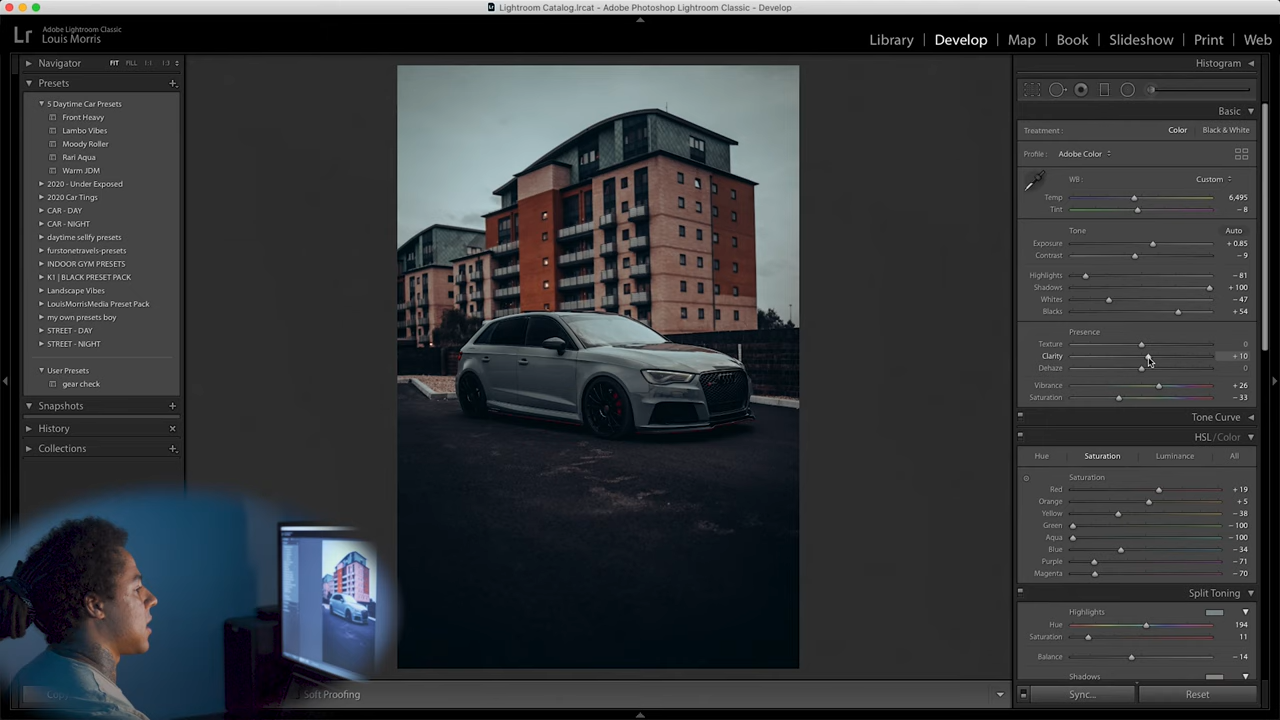 Lightroom Catalog.lrcat - Adobe Photoshop Lightroom Classic - Develop
Lr
Adobe Lightroom Classic
Louis Morris
Library | Develop | Map | Book | Slideshow | Print | Web
Navigator FIT FILL 1:1 1:3
Presets +
5 Daytime Car Presets
Front Heavy
Lambo Vibes
Moody Roller
Rari Aqua
Warm JDM
2020 - Under Exposed
2020 Car Tings
CAR - DAY
CAR - NIGHT
daytime sellfy presets
furstonetravels-presets
INDOOR GYM PRESETS
K1 | BLACK PRESET PACK
Landscape Vibes
LouisMorrisMedia Preset Pack
my own presets boy
STREET - DAY
STREET - NIGHT
User Presets
gear check
Snapshots +
History ×
Collections +
Soft Proofing
Histogram
Basic
Treatment : Color Black & White
Profile : Adobe Color
WB: Custom
Temp 6,495
Tint - 8
Tone Auto
Exposure + 0.85
Contrast - 9
Highlights - 81
Shadows + 100
Whites - 47
Blacks + 54
Presence
Texture 0
Clarity + 10
Dehaze 0
Vibrance + 26
Saturation - 33
Tone Curve
HSL / Color
Hue Saturation Luminance All
Saturation
Red + 19
Orange + 5
Yellow - 38
Green - 100
Aqua - 100
Blue - 34
Purple - 71
Magenta - 70
Split Toning
Highlights
Hue 194
Saturation 11
Balance - 14
Shadows
Sync... Reset